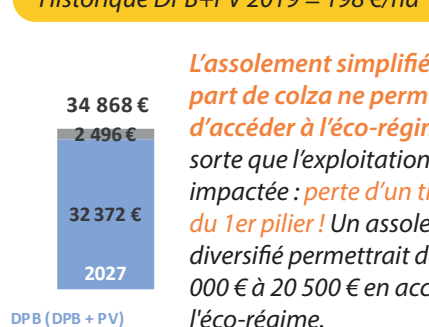 Historique DPB+PV 2019 = 198 €/ha
34 868 €
2 496 €
32 372 €
2027
DPB (DPB + PV)
L'assolement simplifié
part de colza ne perm
d'accéder à l'éco-régim
sorte que l'exploitation
impactée : perte d'un ti
du 1er pilier ! Un assole
diversifié permettrait d
000 € à 20 500 € en acc
l'éco-régime.